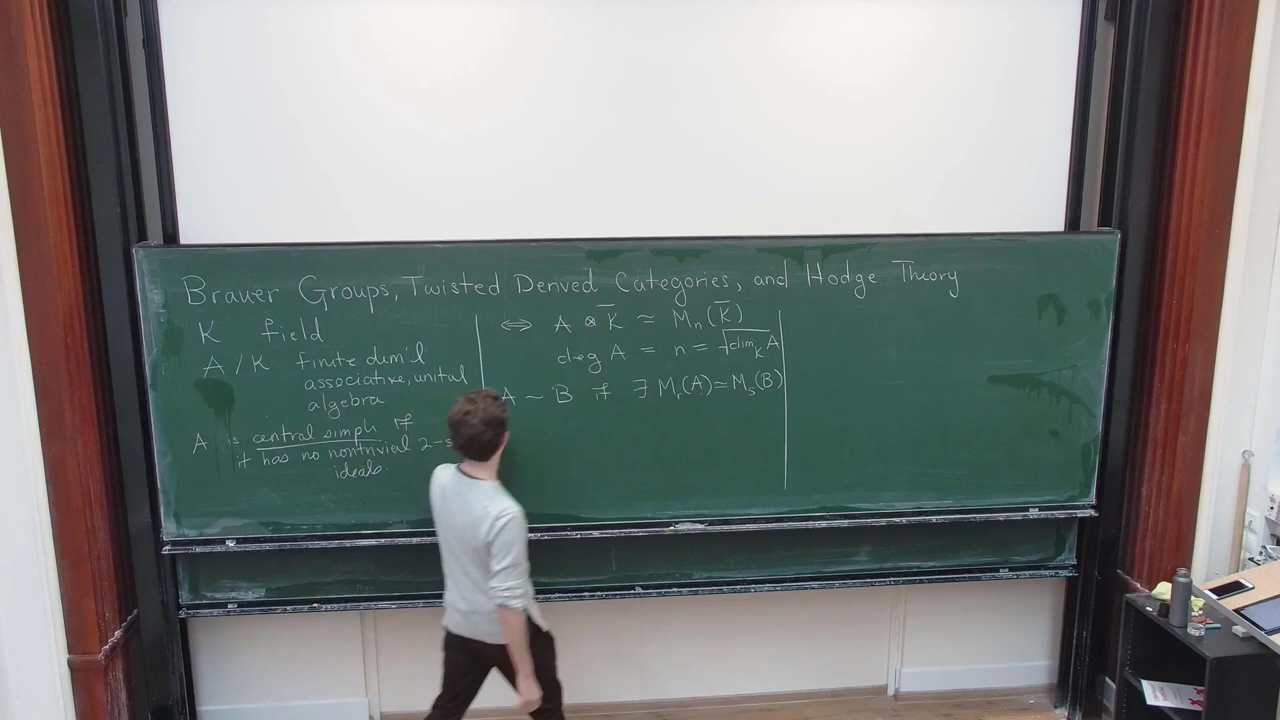 Brauer Groups, Twisted Derived Categories, and Hodge Theory
K field
A/K finite dim'l
associative, unital
algebra
A is central simple if
it has no nontrivial 2-s
ideals.
⇔ A ⊗ K̄ ≃ Mₙ(K̄)
deg A = n = √dim_K A
A ~ B if ∃ Mᵣ(A) ≃ Mₛ(B)